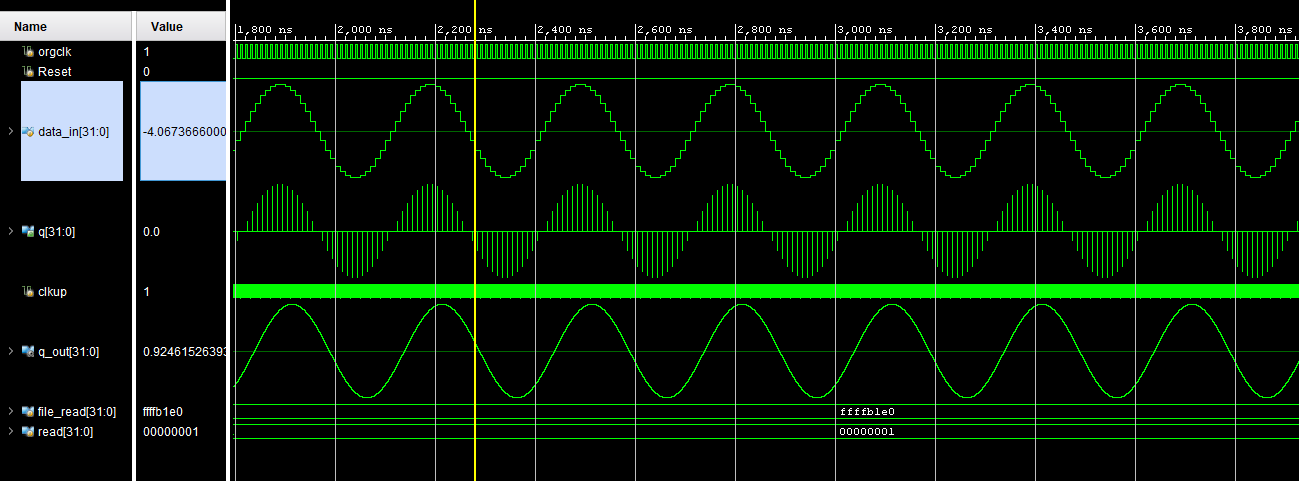 Name Value
1,800 ns 2,000 ns 2,200 ns 2,400 ns 2,600 ns 2,800 ns 3,000 ns 3,200 ns 3,400 ns 3,600 ns 3,800 ns
orgclk 1
Reset 0
data_in[31:0] -4.0673666000
q[31:0] 0.0
clkup 1
q_out[31:0] 0.9246152639
file_read[31:0] ffffb1e0 ffffb1e0
read[31:0] 00000001 00000001